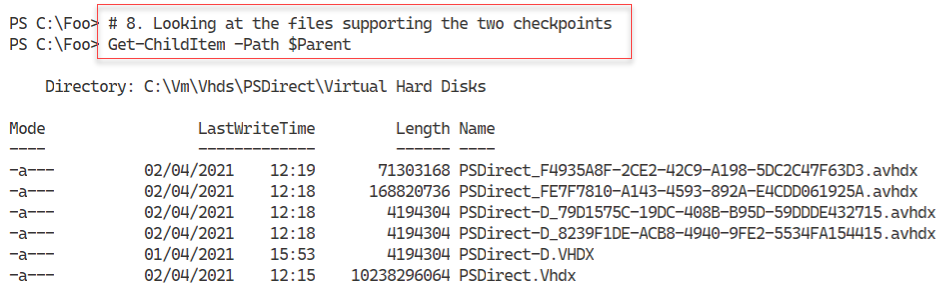 PS C:\Foo> # 8. Looking at the files supporting the two checkpoints
PS C:\Foo> Get-ChildItem -Path $Parent
Directory: C:\Vm\Vhds\PSDirect\Virtual Hard Disks
Mode LastWriteTime Length Name
---- ------------- ------ ----
-a--- 02/04/2021 12:19 71303168 PSDirect_F4935A8F-2CE2-42C9-A198-5DC2C47F63D3.avhdx
-a--- 02/04/2021 12:18 168820736 PSDirect_FE7F7810-A143-4593-892A-E4CDD061925A.avhdx
-a--- 02/04/2021 12:18 4194304 PSDirect-D_79D1575C-19DC-408B-B95D-59DDDE432715.avhdx
-a--- 02/04/2021 12:18 4194304 PSDirect-D_8239F1DE-ACB8-4940-9FE2-5534FA154415.avhdx
-a--- 01/04/2021 15:53 4194304 PSDirect-D.VHDX
-a--- 02/04/2021 12:15 10238296064 PSDirect.Vhdx